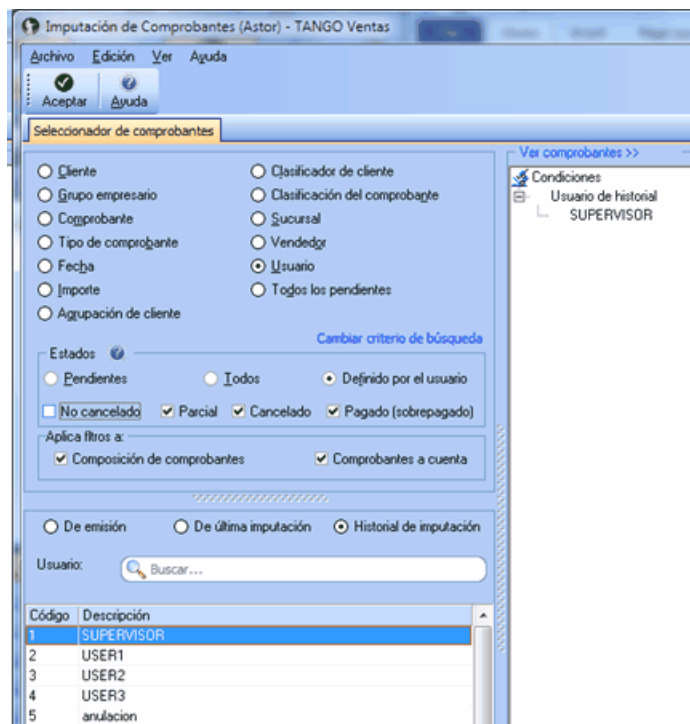 Imputación de Comprobantes (Astor) - TANGO Ventas
Archivo Edición Ver Ayuda
Aceptar Ayuda
Seleccionador de comprobantes
Ver comprobantes >>
Cliente Clasificador de cliente
Grupo empresario Clasificación del comprobante
Comprobante Sucursal
Tipo de comprobante Vendedor
Fecha Usuario
Importe Todos los pendientes
Agrupación de cliente
Condiciones
Usuario de historial
SUPERVISOR
Cambiar criterio de búsqueda
Estados
Pendientes Todos Definido por el usuario
No cancelado Parcial Cancelado Pagado (sobrepagado)
Aplica fltros a:
Composición de comprobantes Comprobantes a cuenta
De emisión De última imputación Historial de imputación
Usuario: Buscar...
Código Descripción
1 SUPERVISOR
2 USER1
3 USER2
4 USER3
5 anulacion